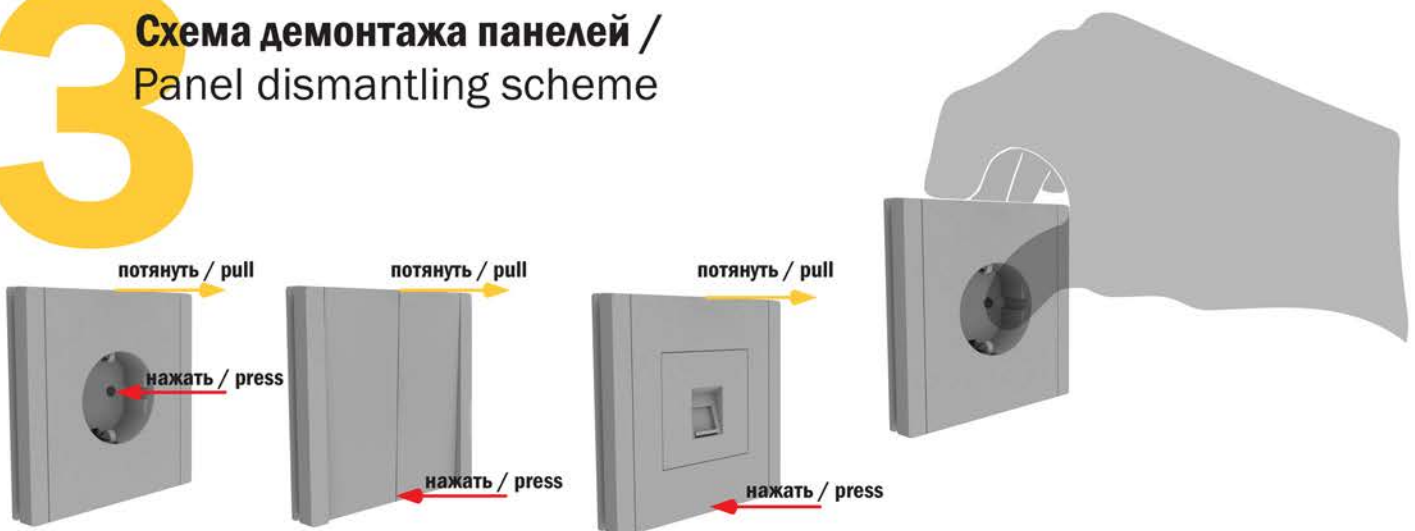 3
Схема демонтажа панелей /
Panel dismantling scheme
потянуть / pull
нажать / press
потянуть / pull
нажать / press
потянуть / pull
нажать / press